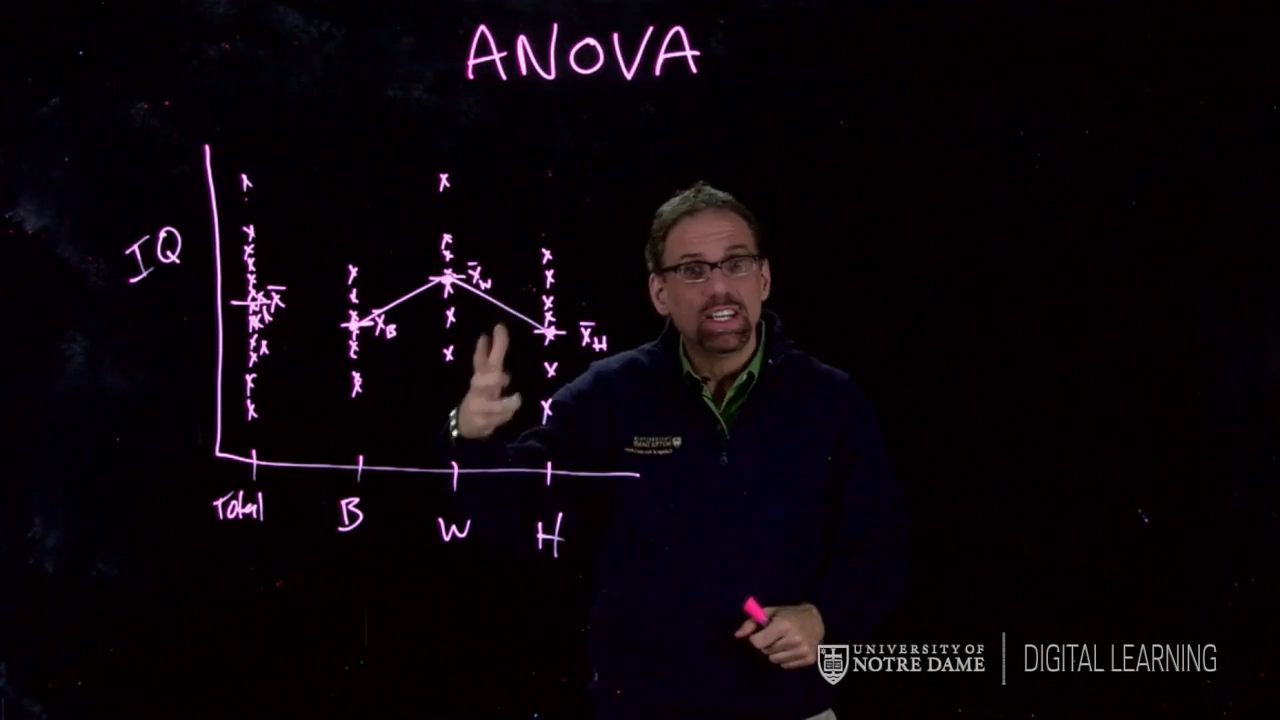 ANOVA
IQ
X̄
X̄B
X̄W
X̄H
Total
B
W
H
UNIVERSITY OF
NOTRE DAME
DIGITAL LEARNING